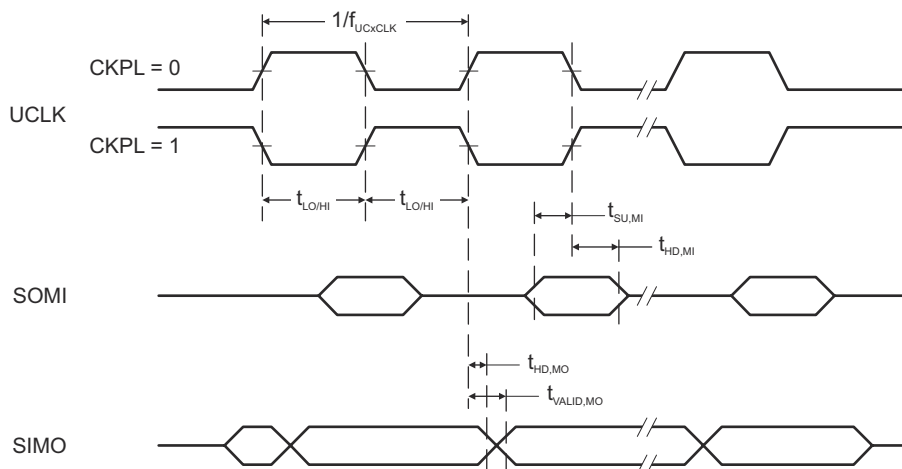 1/fUCxCLK
CKPL = 0
UCLK
CKPL = 1
tLO/HI tLO/HI
tSU,MI
tHD,MI
SOMI
tHD,MO
tVALID,MO
SIMO